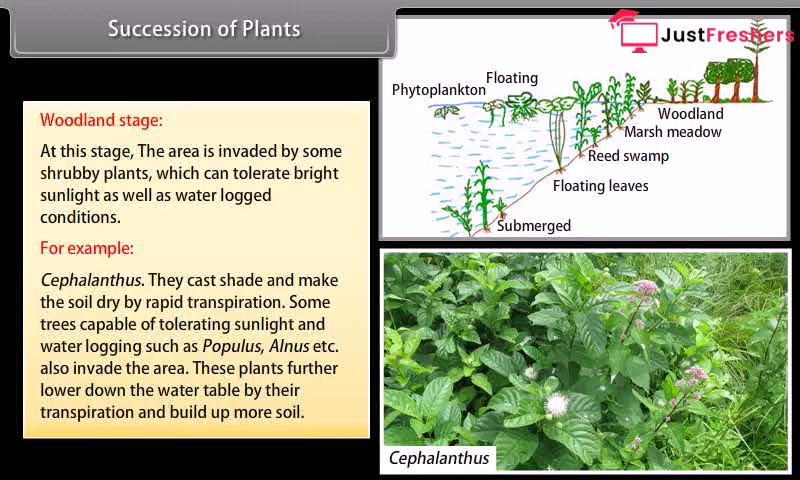 Succession of Plants
JustFreshers
Woodland stage:
At this stage, The area is invaded by some
shrubby plants, which can tolerate bright
sunlight as well as water logged
conditions.
For example:
Cephalanthus. They cast shade and make
the soil dry by rapid transpiration. Some
trees capable of tolerating sunlight and
water logging such as Populus, Alnus etc.
also invade the area. These plants further
lower down the water table by their
transpiration and build up more soil.
Floating
Phytoplankton
Woodland
Marsh meadow
Reed swamp
Floating leaves
Submerged
Cephalanthus